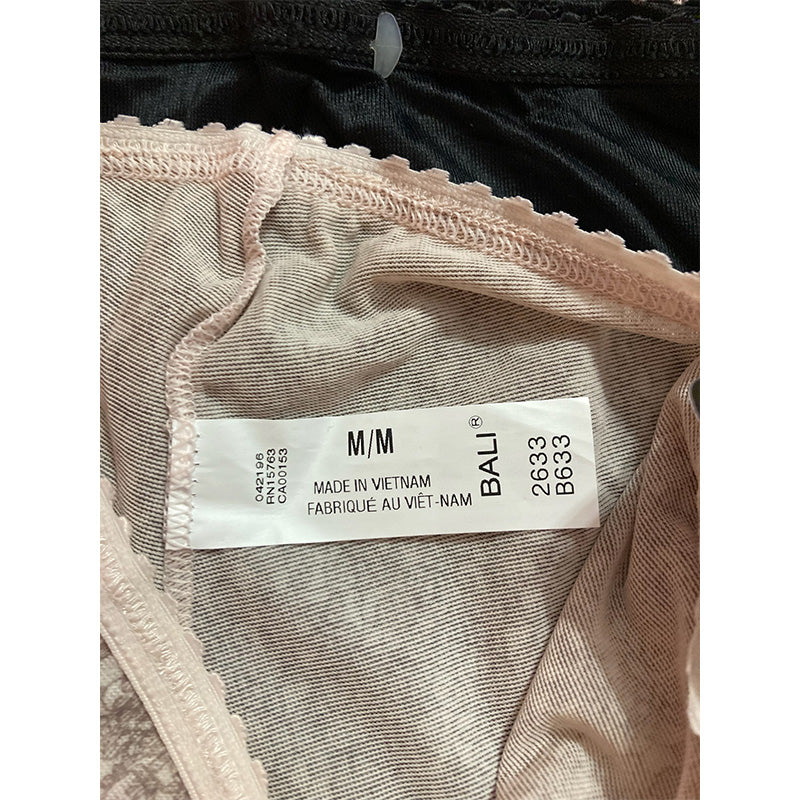 042196
RN15763
CA00153
M/M
MADE IN VIETNAM
FABRIQUÉ AU VIÊT-NAM
BALI®
2633
B633